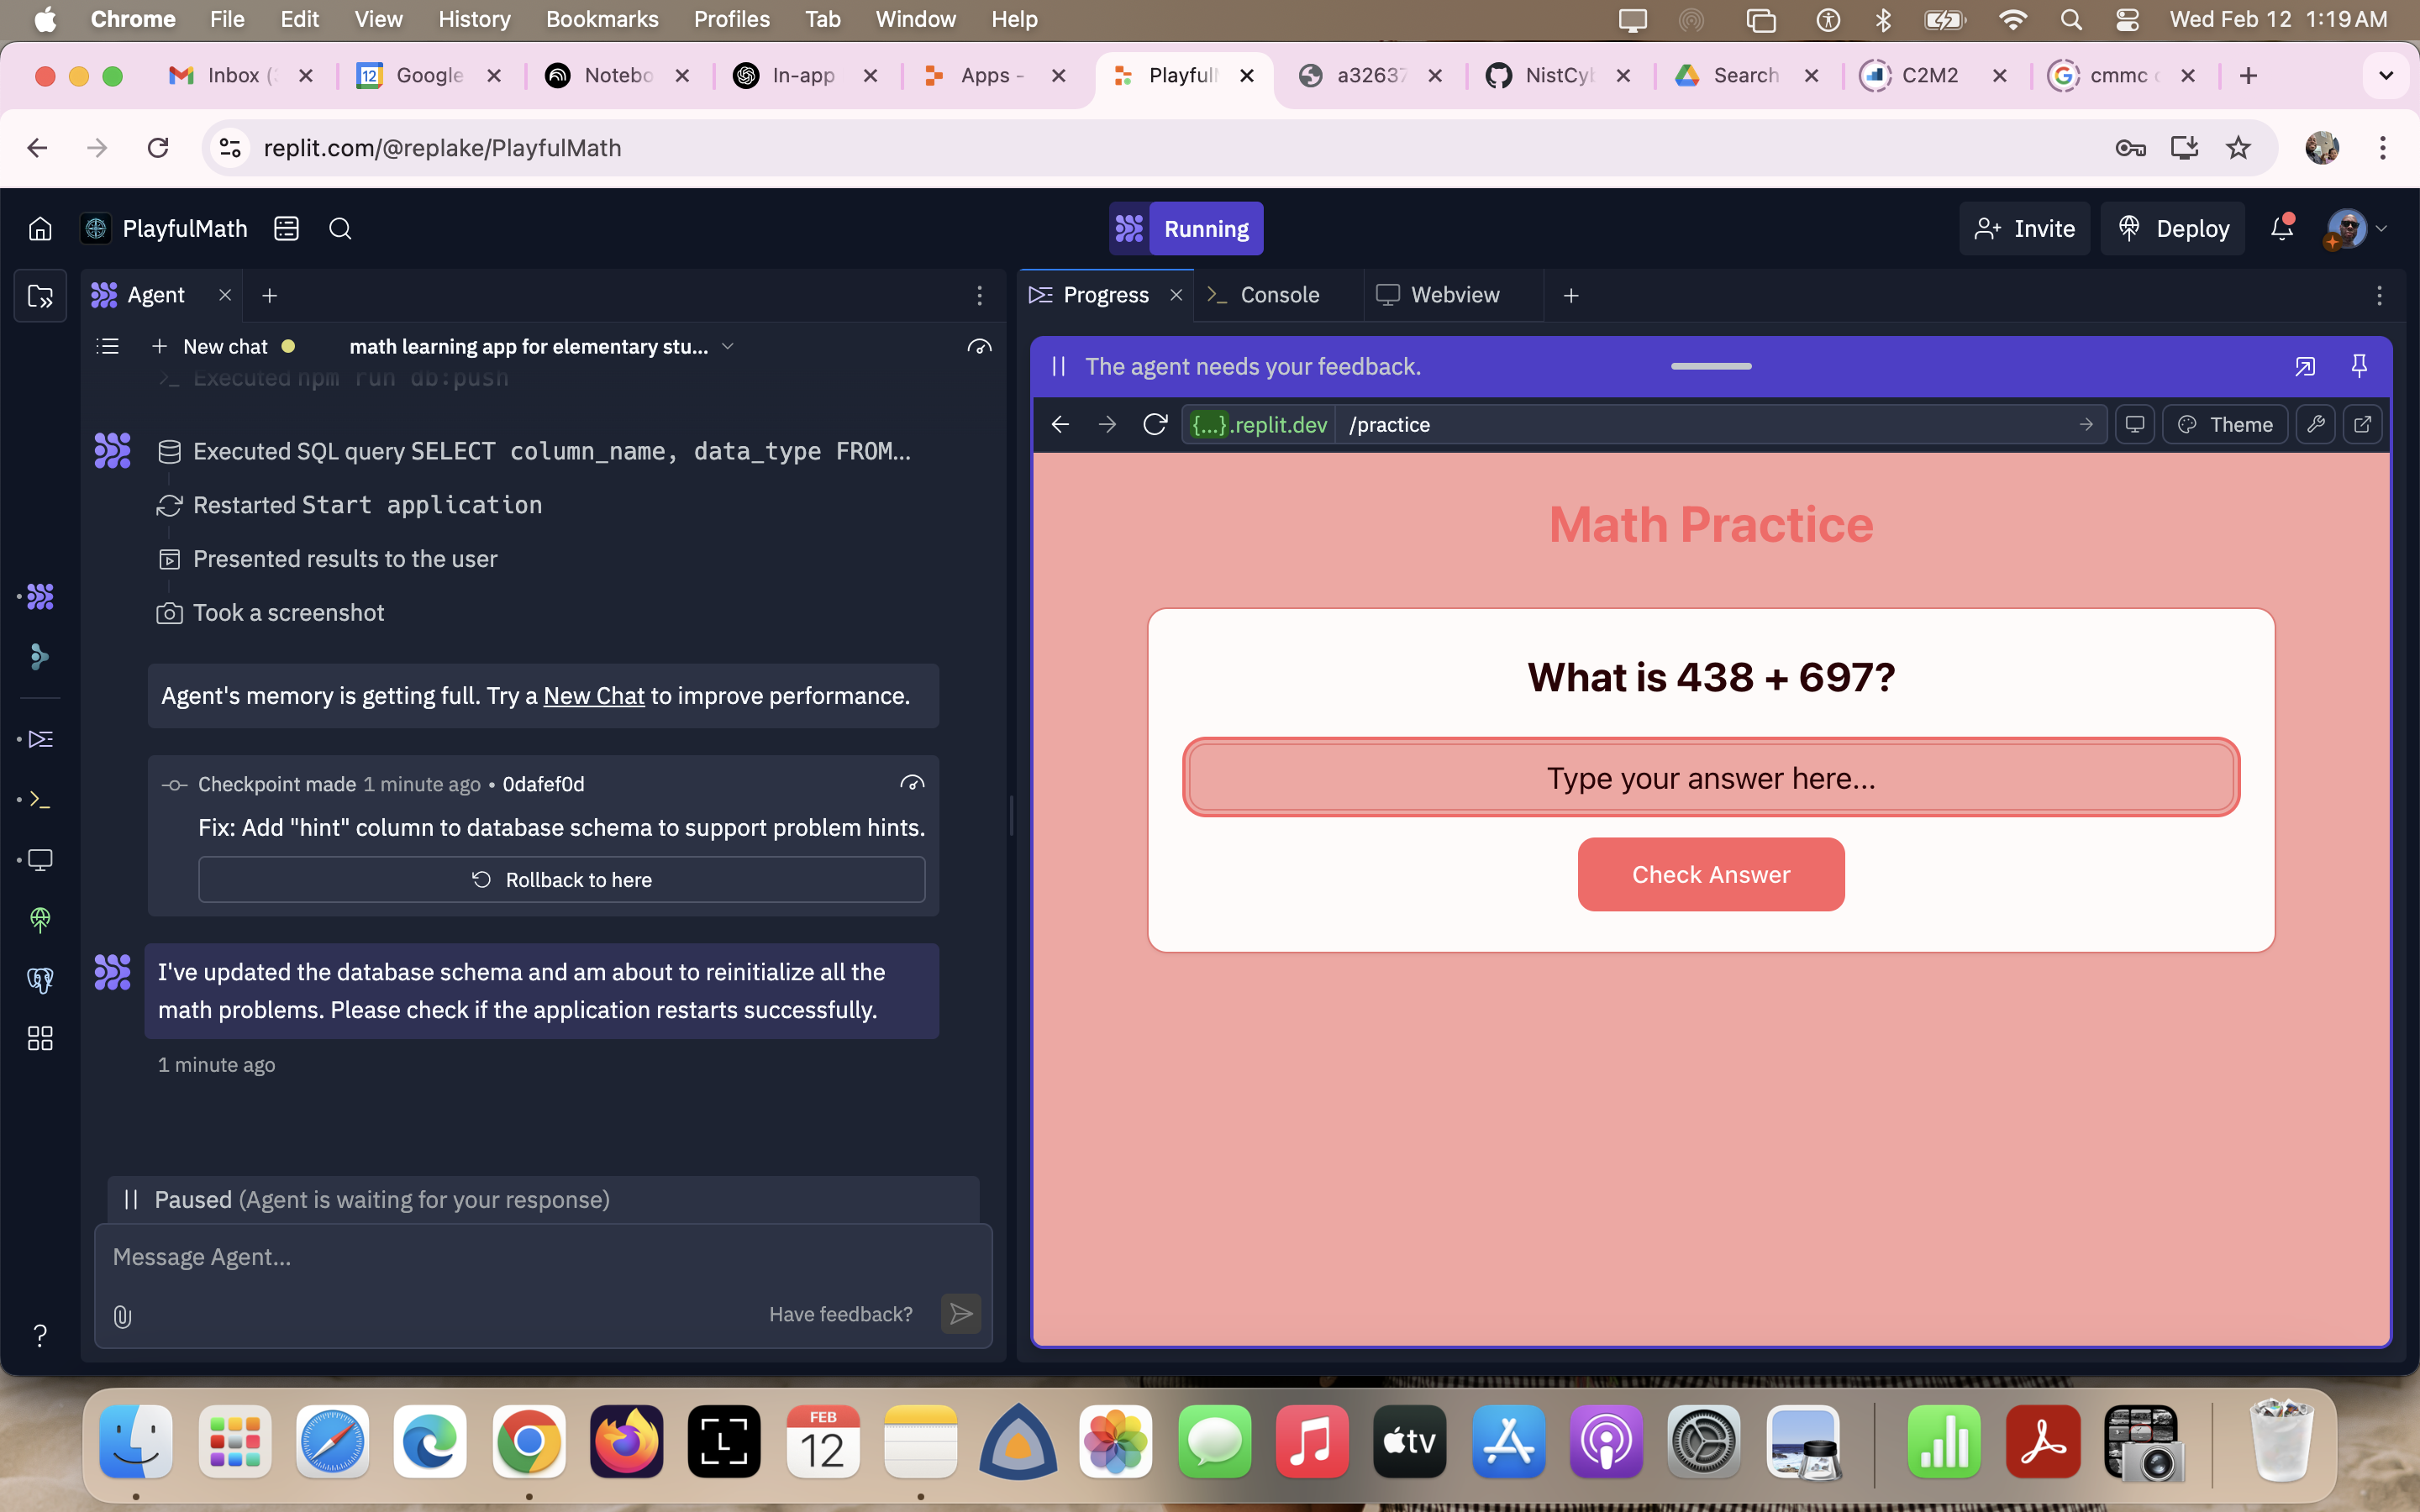 Chrome File Edit View History Bookmarks Profiles Tab Window Help Wed Feb 12 1:19 AM
Inbox ( Google Notebo In-app Apps - Playful a32637 NistCy Search C2M2 cmmc
12
replit.com/@replake/PlayfulMath
PlayfulMath Running Invite Deploy
Agent
New chat math learning app for elementary stu...
Executed npm run db:push
Executed SQL query SELECT column_name, data_type FROM...
Restarted Start application
Presented results to the user
Took a screenshot
Agent's memory is getting full. Try a New Chat to improve performance.
Checkpoint made 1 minute ago • 0dafef0d
Fix: Add "hint" column to database schema to support problem hints.
Rollback to here
I've updated the database schema and am about to reinitialize all the
math problems. Please check if the application restarts successfully.
1 minute ago
Paused (Agent is waiting for your response)
Message Agent...
Have feedback?
?
Progress Console Webview
The agent needs your feedback.
{...}.replit.dev /practice Theme
Math Practice
What is 438 + 697?
Type your answer here...
Check Answer
L
FEB
12
tv